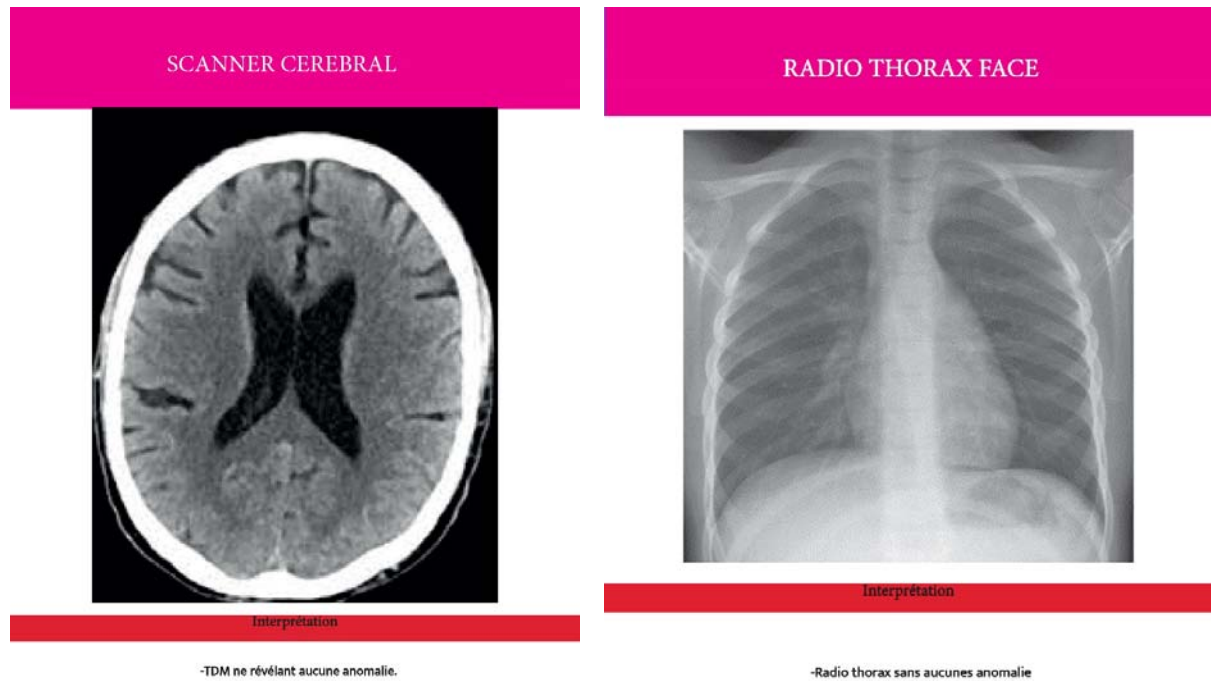 SCANNER CEREBRAL
Interprétation
-TDM ne révélant aucune anomalie.
RADIO THORAX FACE
Interprétation
-Radio thorax sans aucunes anomalie